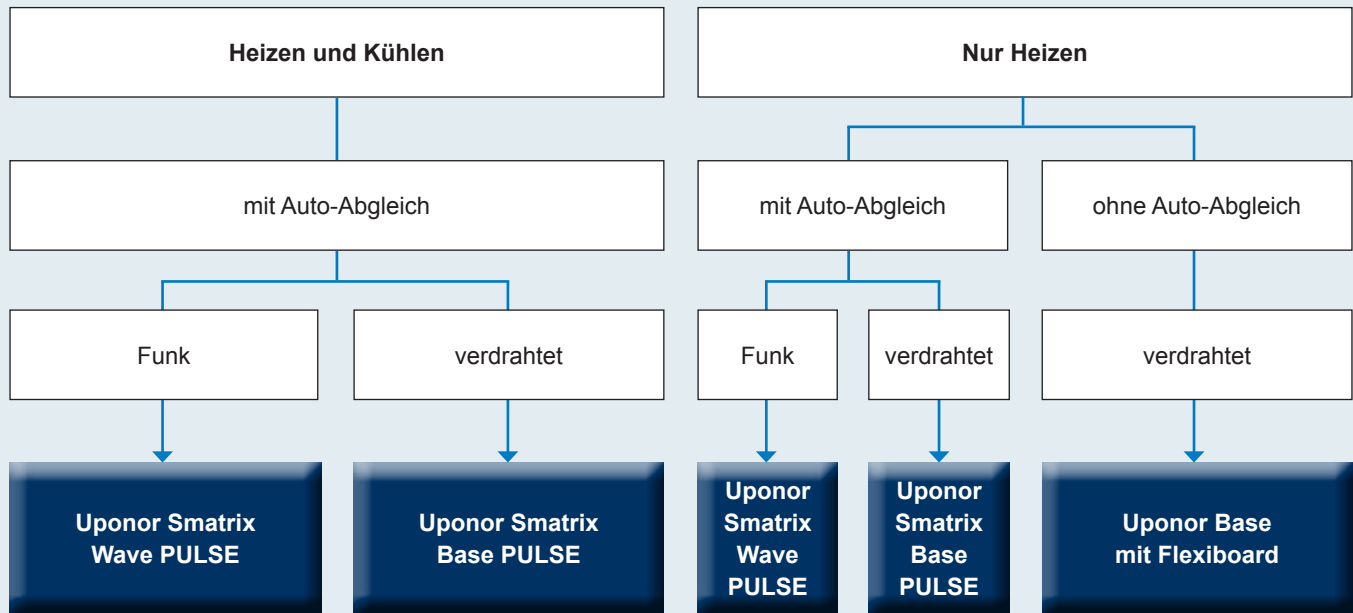 Heizen und Kühlen
Nur Heizen
mit Auto-Abgleich
mit Auto-Abgleich
ohne Auto-Abgleich
Funk
verdrahtet
Funk
verdrahtet
verdrahtet
Uponor Smatrix
Wave PULSE
Uponor Smatrix
Base PULSE
Uponor
Smatrix
Wave
PULSE
Uponor
Smatrix
Base
PULSE
Uponor Base
mit Flexiboard